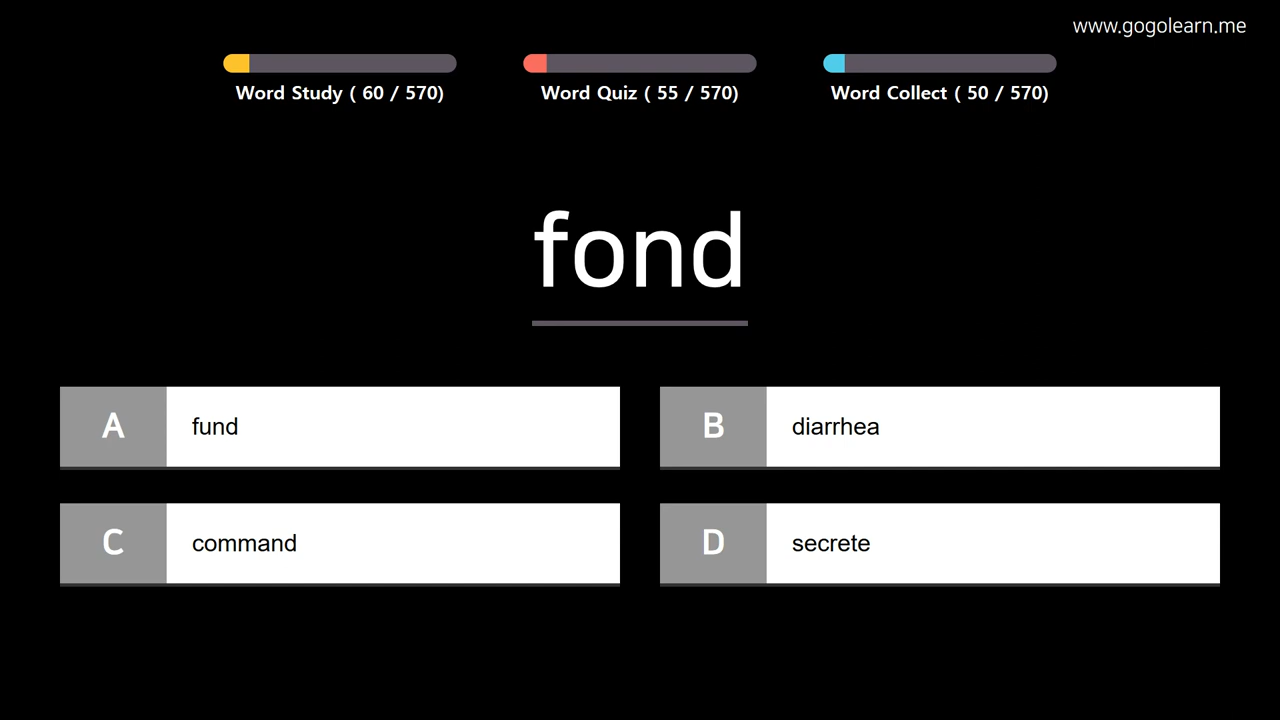 www.gogolearn.me
Word Study ( 60 / 570)
Word Quiz ( 55 / 570)
Word Collect ( 50 / 570)
fond
A fund
B diarrhea
C command
D secrete